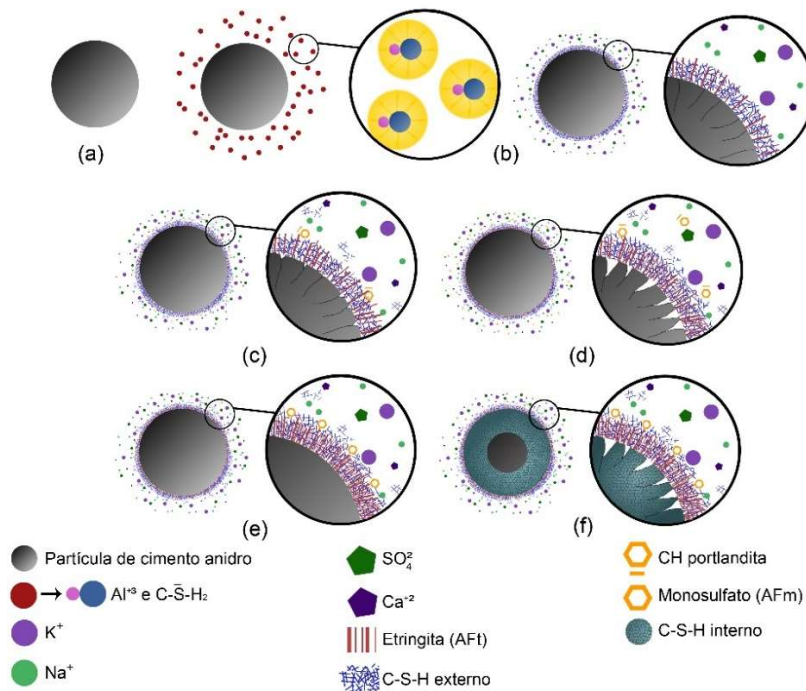 (a)
(b)
(c)
(d)
(e)
(f)
Partícula de cimento anidro
Al⁺³ e C-S̄-H₂
K⁺
Na⁺
SO₄²
Ca⁺²
Etringita (AFt)
C-S-H externo
CH portlandita
Monosulfato (AFm)
C-S-H interno